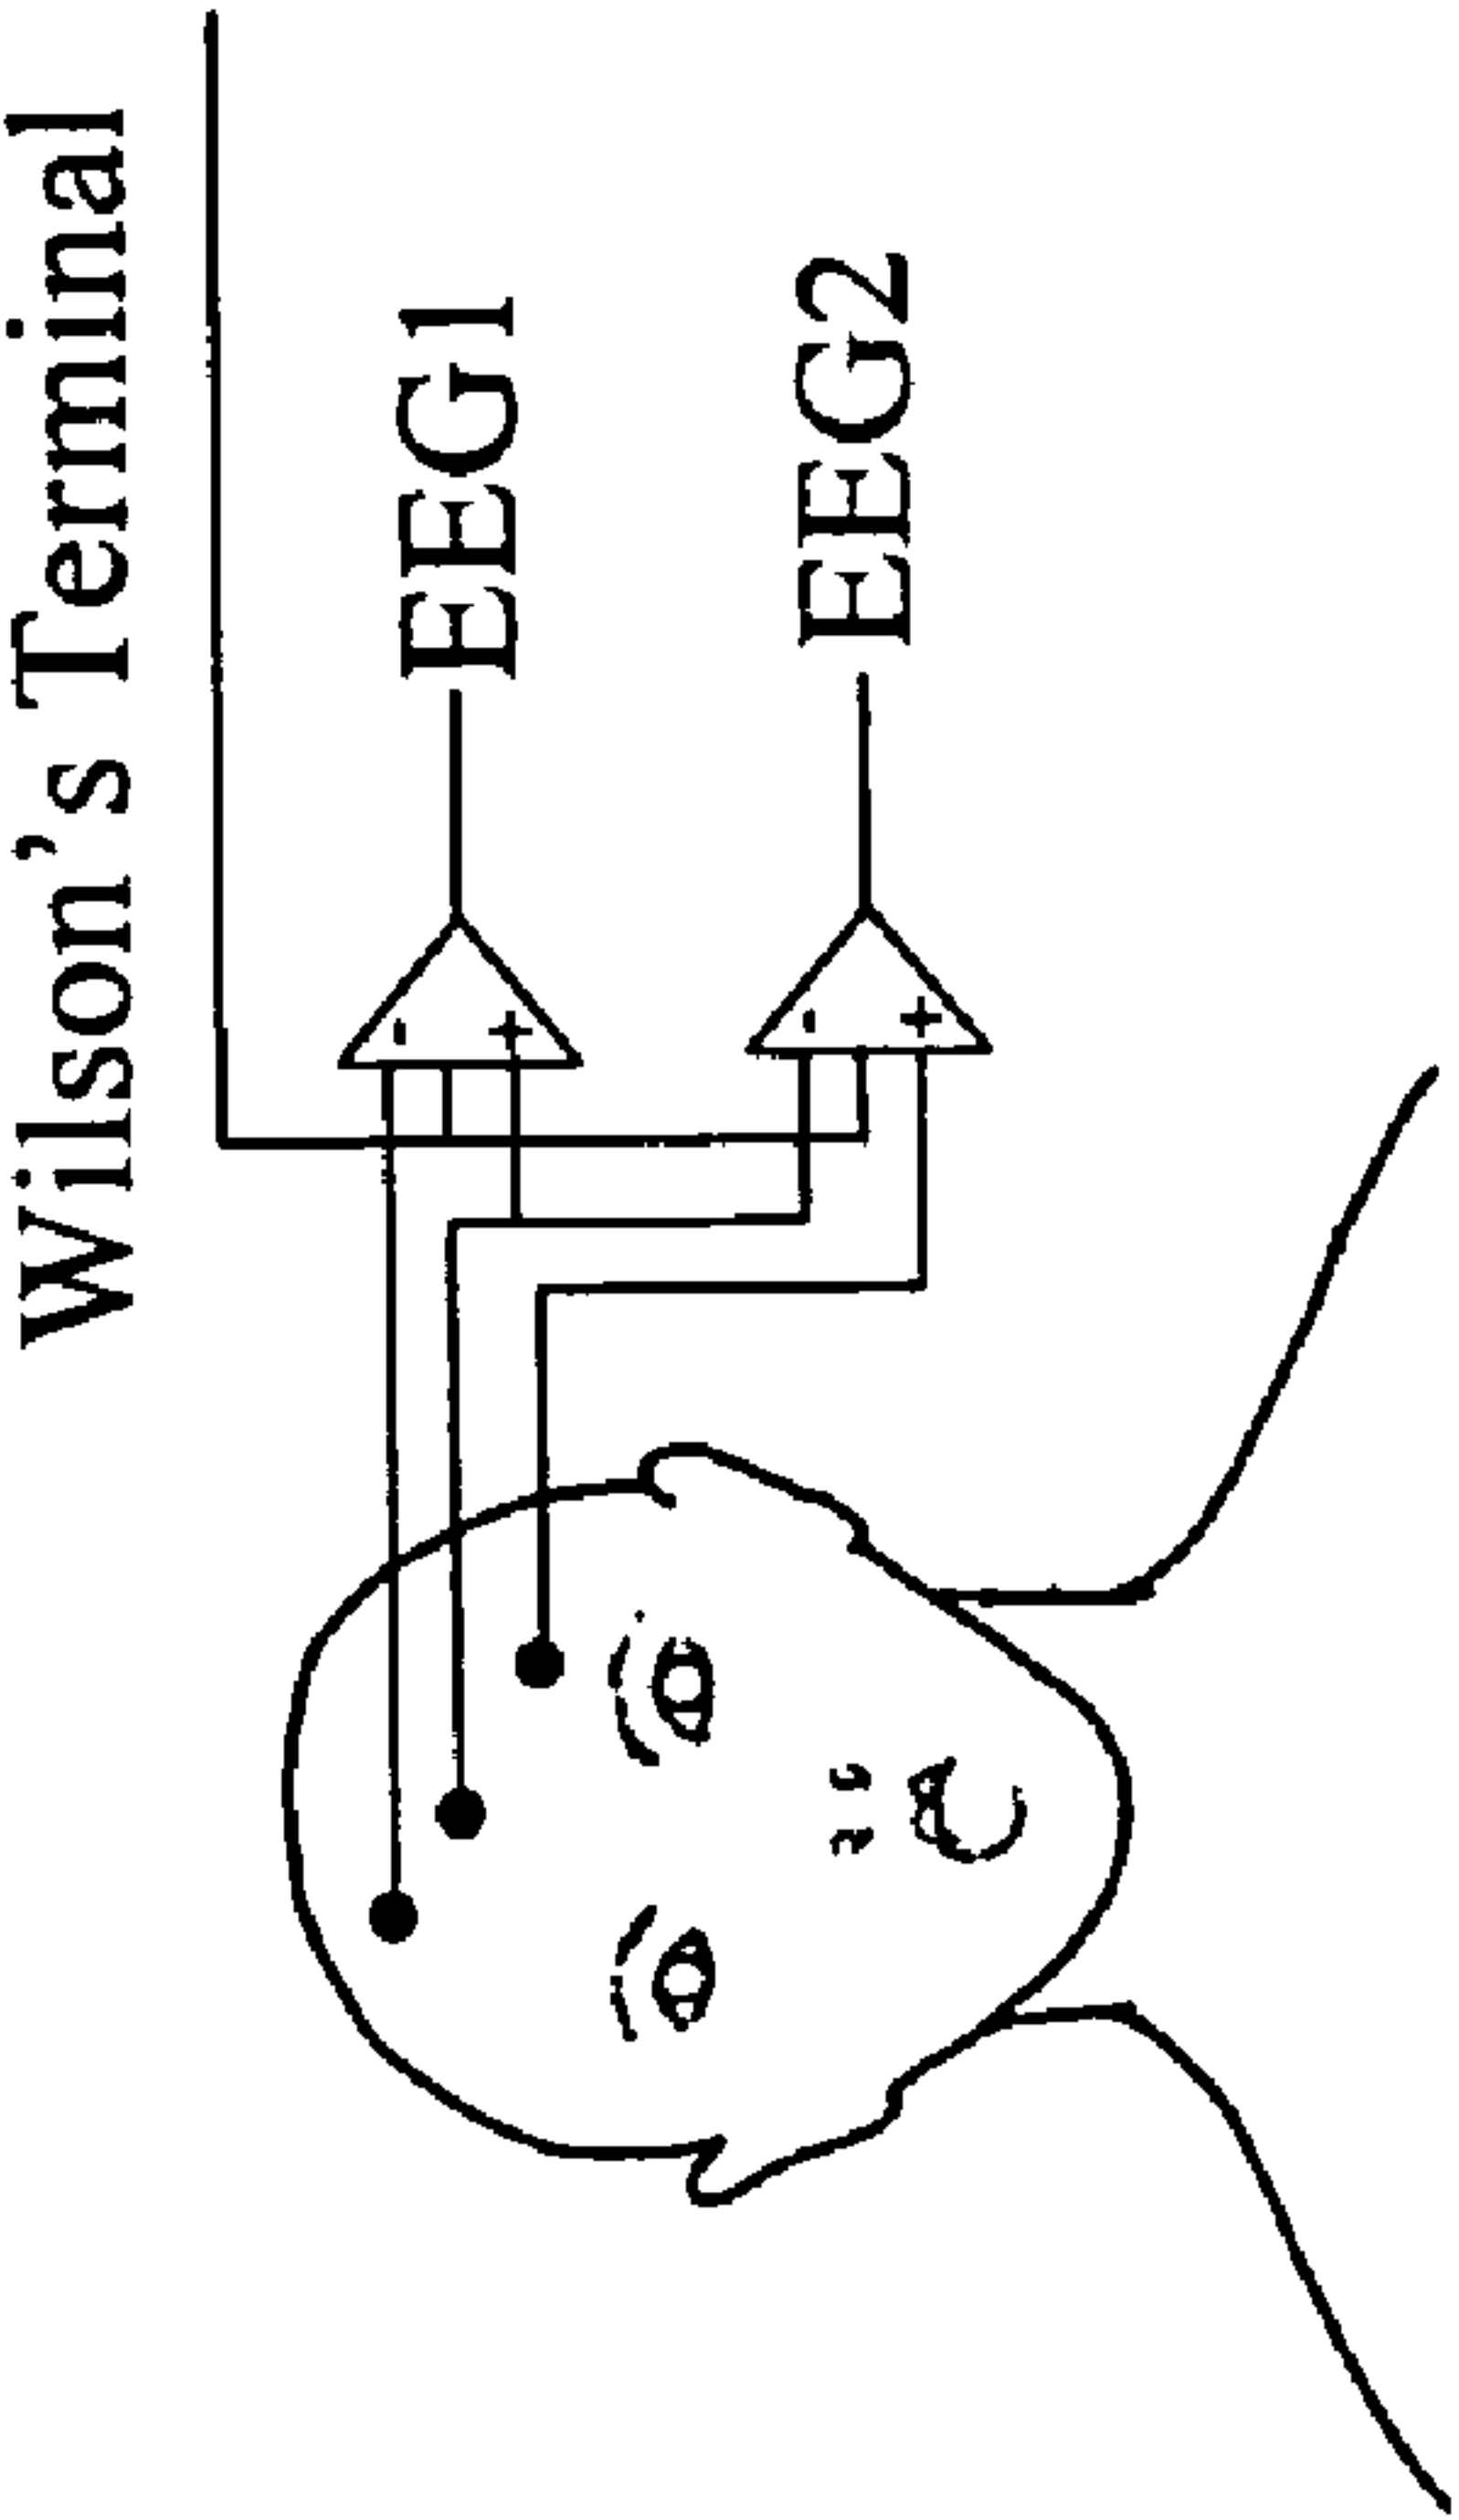 Wilson's Terminal
- +
EEG1
- +
EEG2